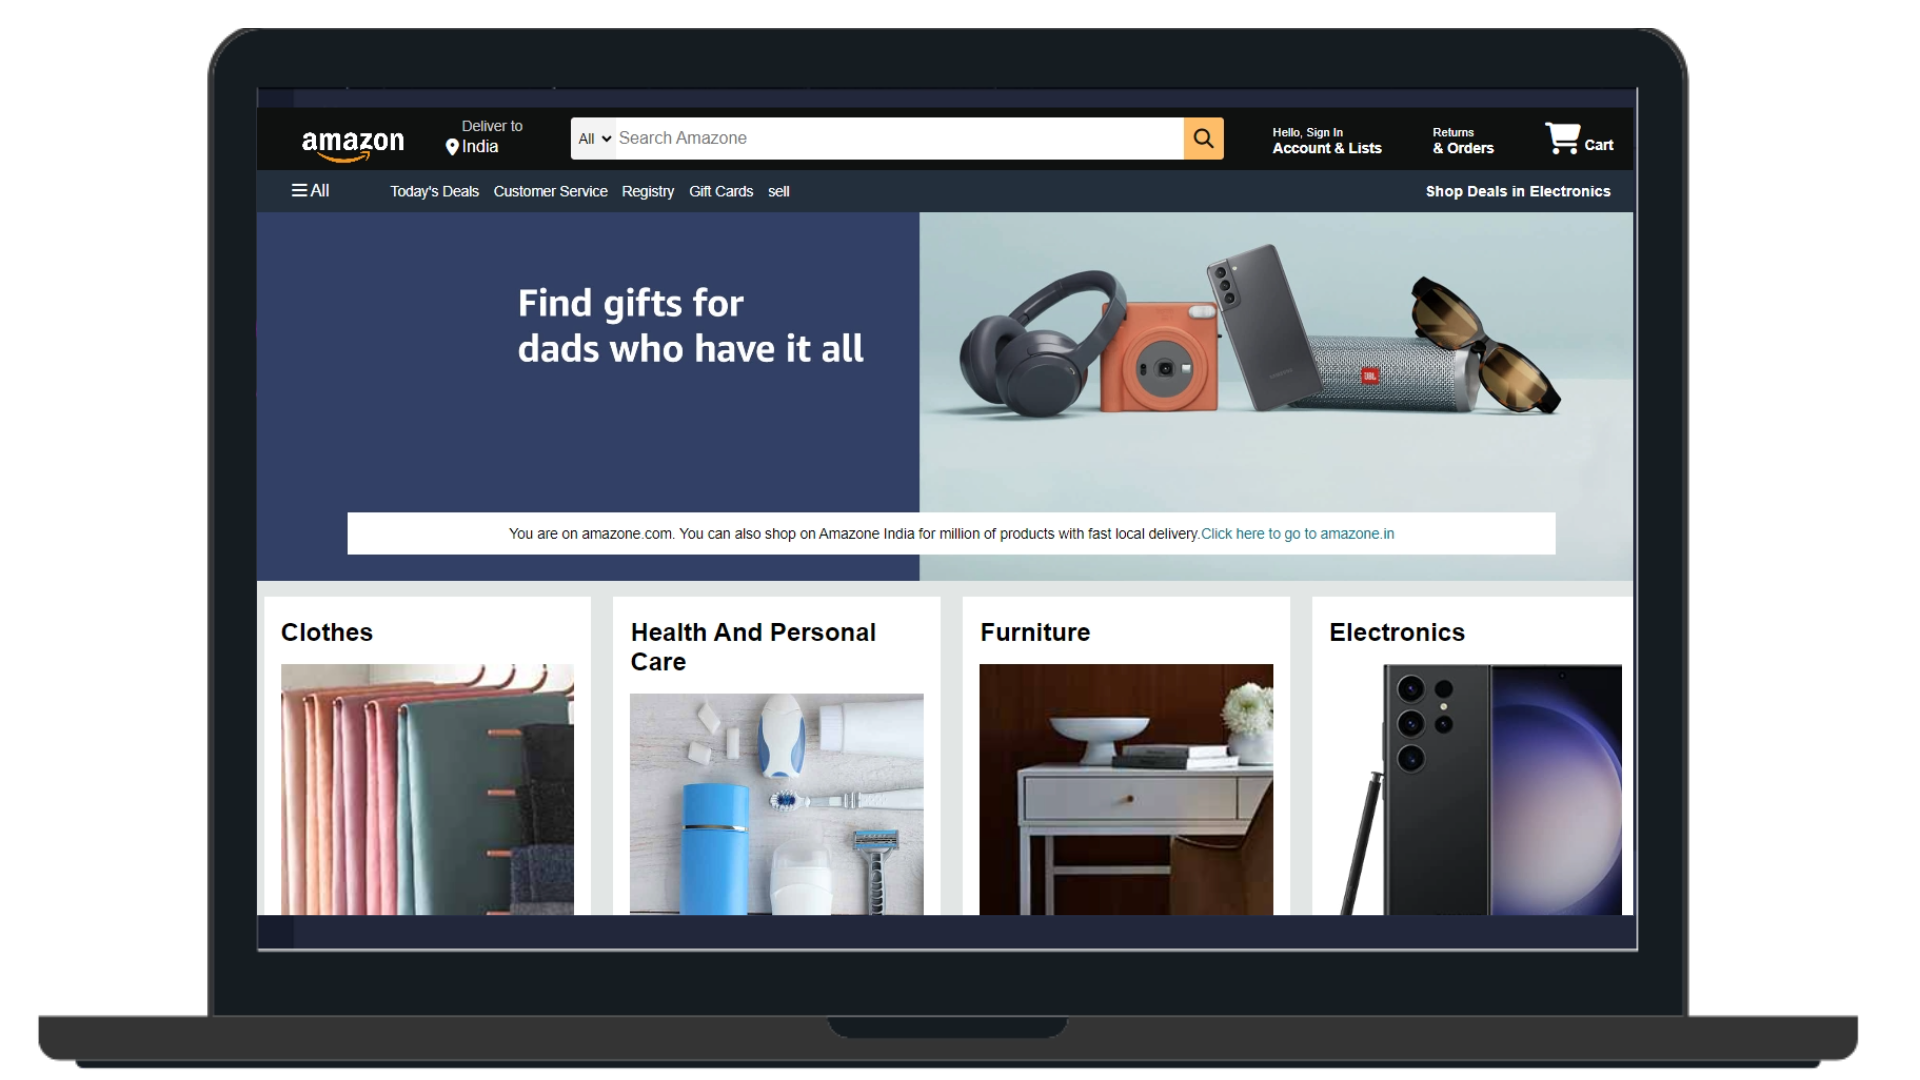 amazon
Deliver to
India
All
Search Amazone
Hello, Sign In
Account & Lists
Returns
& Orders
Cart
All
Today's Deals
Customer Service
Registry
Gift Cards
sell
Shop Deals in Electronics
Find gifts for
dads who have it all
JBL
You are on amazone.com. You can also shop on Amazone India for million of products with fast local delivery.Click here to go to amazone.in
Clothes
Health And Personal
Care
Furniture
Electronics